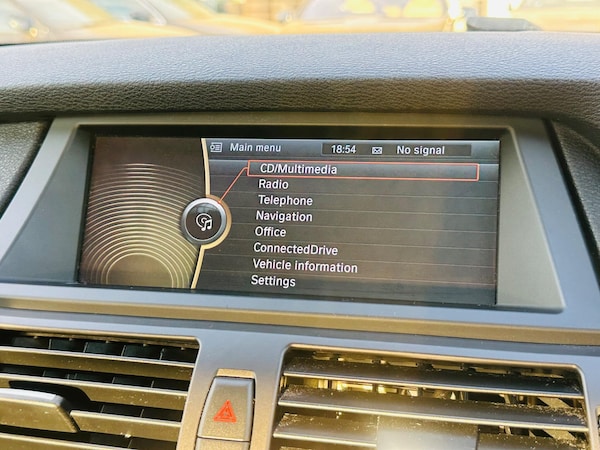 Main menu 18:54 No signal
CD/Multimedia
Radio
Telephone
Navigation
Office
ConnectedDrive
Vehicle information
Settings